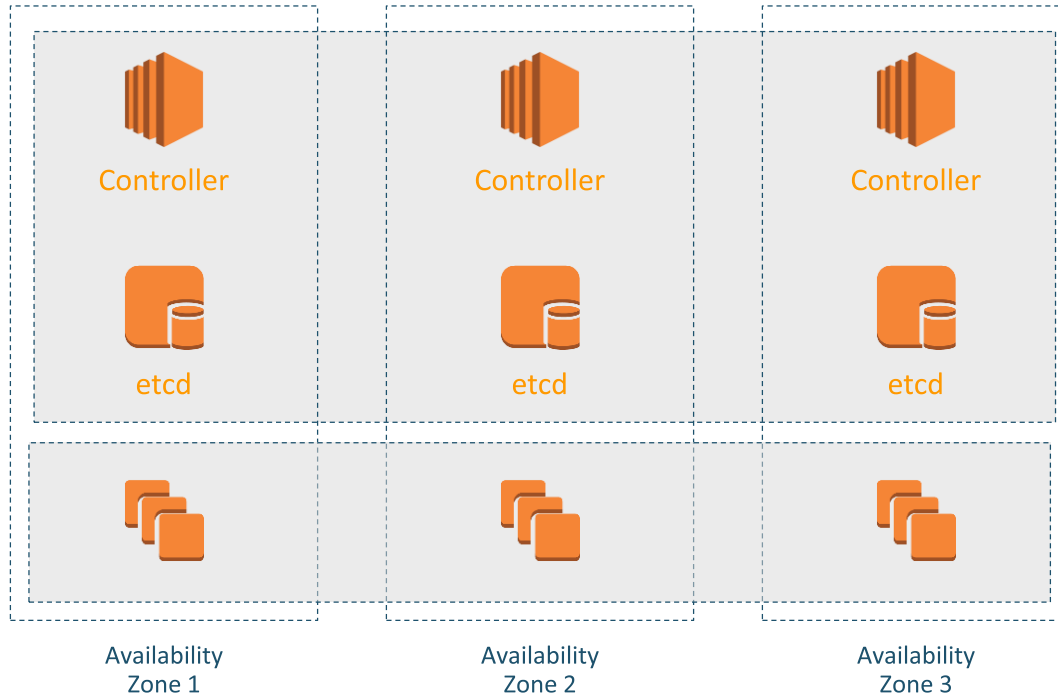 Controller Controller Controller
etcd etcd etcd
Availability Availability Availability
Zone 1 Zone 2 Zone 3